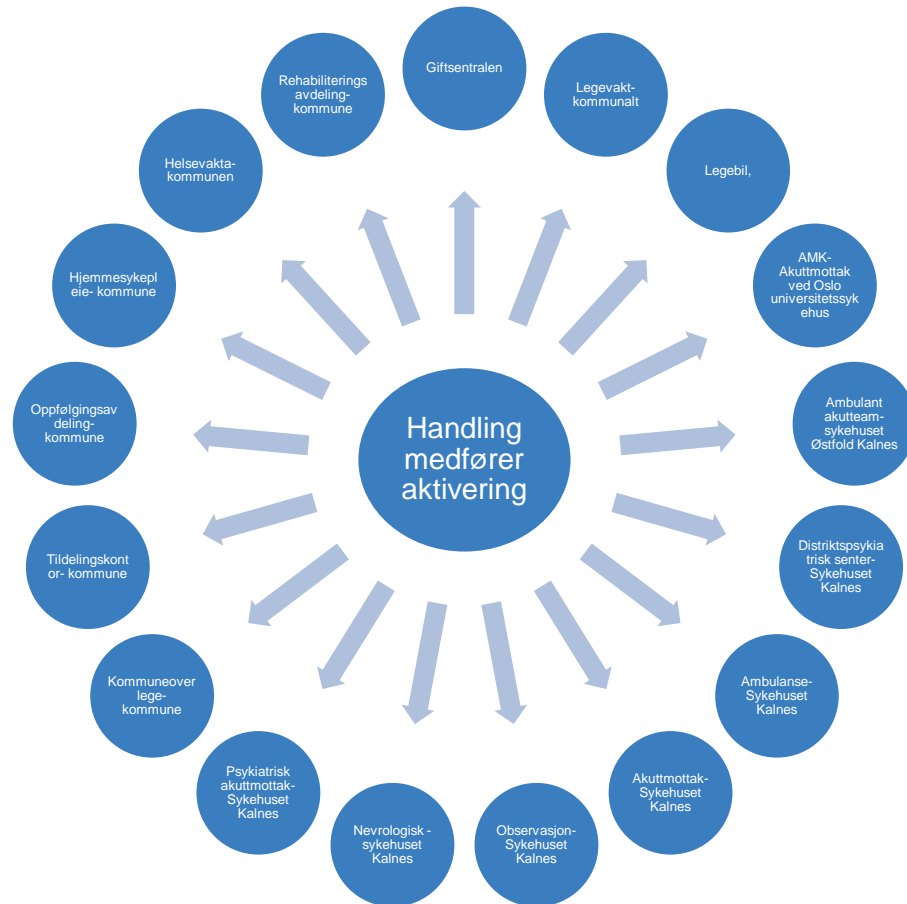 Handling
medfører
aktivering
Giftsentralen
Legevakt-
kommunalt
Legebil,
AMK-
Akuttmottak
ved Oslo
universitetssyk
ehus
Ambulant
akutteam-
sykehuset
Østfold Kalnes
Distriktspsykia
trisk senter-
Sykehuset
Kalnes
Ambulanse-
Sykehuset
Kalnes
Akuttmottak-
Sykehuset
Kalnes
Observasjon-
Sykehuset
Kalnes
Nevrologisk -
sykehuset
Kalnes
Psykiatrisk
akuttmottak-
Sykehuset
Kalnes
Kommuneover
lege-
kommune
Tildelingskont
or- kommune
Oppfølgingsav
deling-
kommune
Hjemmesykepl
eie- kommune
Helsevakta-
kommunen
Rehabiliterings
avdeling-
kommune